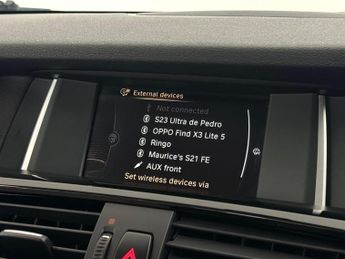 External devices
Not connected
S23 Ultra de Pedro
OPPO Find X3 Lite 5
Ringo
Maurice's S21 FE
AUX front
Set wireless devices via